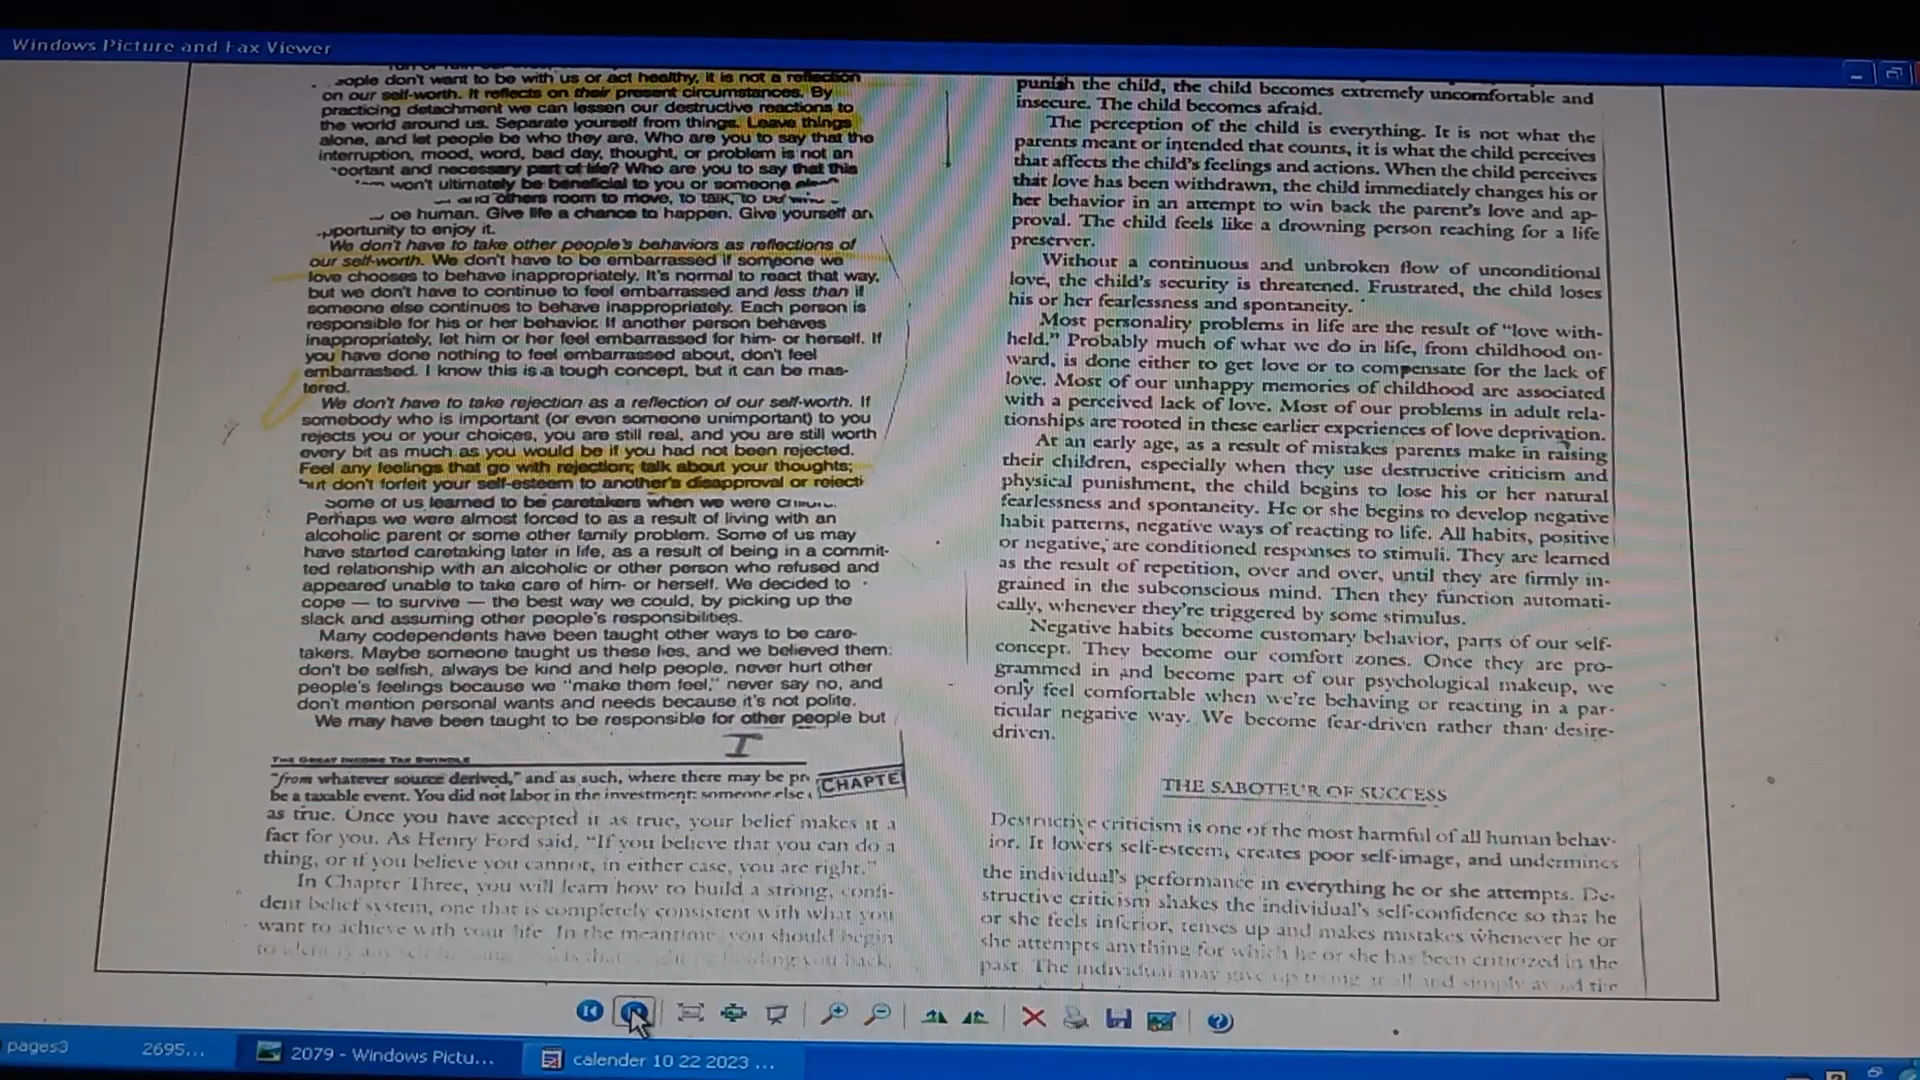 Windows Picture and Fax Viewer
people don't want to be with us or act healthy, it is not a reflection
on our self-worth. It reflects on their present circumstances. By
practicing detachment we can lessen our destructive reactions to
the world around us. Separate yourself from things. Leave things
alone, and let people be who they are. Who are you to say that the
interruption, mood, word, bad day, thought, or problem is not an
portant and necessary part of life? Who are you to say that this
won't ultimately be beneficial to you or someone
and others room to move, to talk, to be
be human. Give life a chance to happen. Give yourself an
pportunity to enjoy it.
We don't have to take other people's behaviors as reflections of
our self-worth. We don't have to be embarrassed if someone we
love chooses to behave inappropriately. It's normal to react that way,
but we don't have to continue to feel embarrassed and less than if
someone else continues to behave inappropriately. Each person is
responsible for his or her behavior. If another person behaves
inappropriately, let him or her feel embarrassed for him- or herself. If
you have done nothing to feel embarrassed about, don't feel
embarrassed. I know this is a tough concept, but it can be mas-
tered.
We don't have to take rejection as a reflection of our self-worth. If
somebody who is important (or even someone unimportant) to you
rejects you or your choices, you are still real, and you are still worth
every bit as much as you would be if you had not been rejected.
Feel any feelings that go with rejection; talk about your thoughts;
but don't forfeit your self-esteem to another's disapproval or rejecti
Some of us learned to be caretakers when we were
Perhaps we were almost forced to as a result of living with an
alcoholic parent or some other family problem. Some of us may
have started caretaking later in life, as a result of being in a commit-
ted relationship with an alcoholic or other person who refused and
appeared unable to take care of him- or herself. We decided to
cope — to survive — the best way we could, by picking up the
slack and assuming other people's responsibilities.
Many codependents have been taught other ways to be care-
takers. Maybe someone taught us these lies, and we believed them:
don't be selfish, always be kind and help people, never hurt other
people's feelings because we "make them feel," never say no, and
don't mention personal wants and needs because it's not polite.
We may have been taught to be responsible for other people but
I
THE GREAT INCOME TAX SWINDLE
"from whatever source derived," and as such, where there may be pr
be a taxable event. You did not labor in the investment: someone else
CHAPTE
as true. Once you have accepted it as true, your belief makes it a
fact for you. As Henry Ford said, "If you believe that you can do a
thing, or if you believe you cannot, in either case, you are right."
In Chapter Three, you will learn how to build a strong, confi-
dent belief system, one that is completely consistent with what you
want to achieve with your life. In the meantime, you should begin
to identify any self-limiting holding you back,
punish the child, the child becomes extremely uncomfortable and
insecure. The child becomes afraid.
The perception of the child is everything. It is not what the
parents meant or intended that counts, it is what the child perceives
that affects the child's feelings and actions. When the child perceives
that love has been withdrawn, the child immediately changes his or
her behavior in an attempt to win back the parent's love and ap-
proval. The child feels like a drowning person reaching for a life
preserver.
Without a continuous and unbroken flow of unconditional
love, the child's security is threatened. Frustrated, the child loses
his or her fearlessness and spontaneity.
Most personality problems in life are the result of "love with-
held." Probably much of what we do in life, from childhood on-
ward, is done either to get love or to compensate for the lack of
love. Most of our unhappy memories of childhood are associated
with a perceived lack of love. Most of our problems in adult rela-
tionships are rooted in these earlier experiences of love deprivation.
At an early age, as a result of mistakes parents make in raising
their children, especially when they use destructive criticism and
physical punishment, the child begins to lose his or her natural
fearlessness and spontaneity. He or she begins to develop negative
habit patterns, negative ways of reacting to life. All habits, positive
or negative, are conditioned responses to stimuli. They are learned
as the result of repetition, over and over, until they are firmly in-
grained in the subconscious mind. Then they function automati-
cally, whenever they're triggered by some stimulus.
Negative habits become customary behavior, parts of our self-
concept. They become our comfort zones. Once they are pro-
grammed in and become part of our psychological makeup, we
only feel comfortable when we're behaving or reacting in a par-
ticular negative way. We become fear-driven rather than desire-
driven.
THE SABOTEUR OF SUCCESS
Destructive criticism is one of the most harmful of all human behav-
ior. It lowers self-esteem, creates poor self-image, and undermines
the individual's performance in everything he or she attempts. De-
structive criticism shakes the individual's self-confidence so that he
or she feels inferior, tenses up and makes mistakes whenever he or
she attempts anything for which he or she has been criticized in the
past. The individual may give up trying at all and simply avoid the
pages3
2695...
2079 - Windows Pictu...
calender 10 22 2023 ...